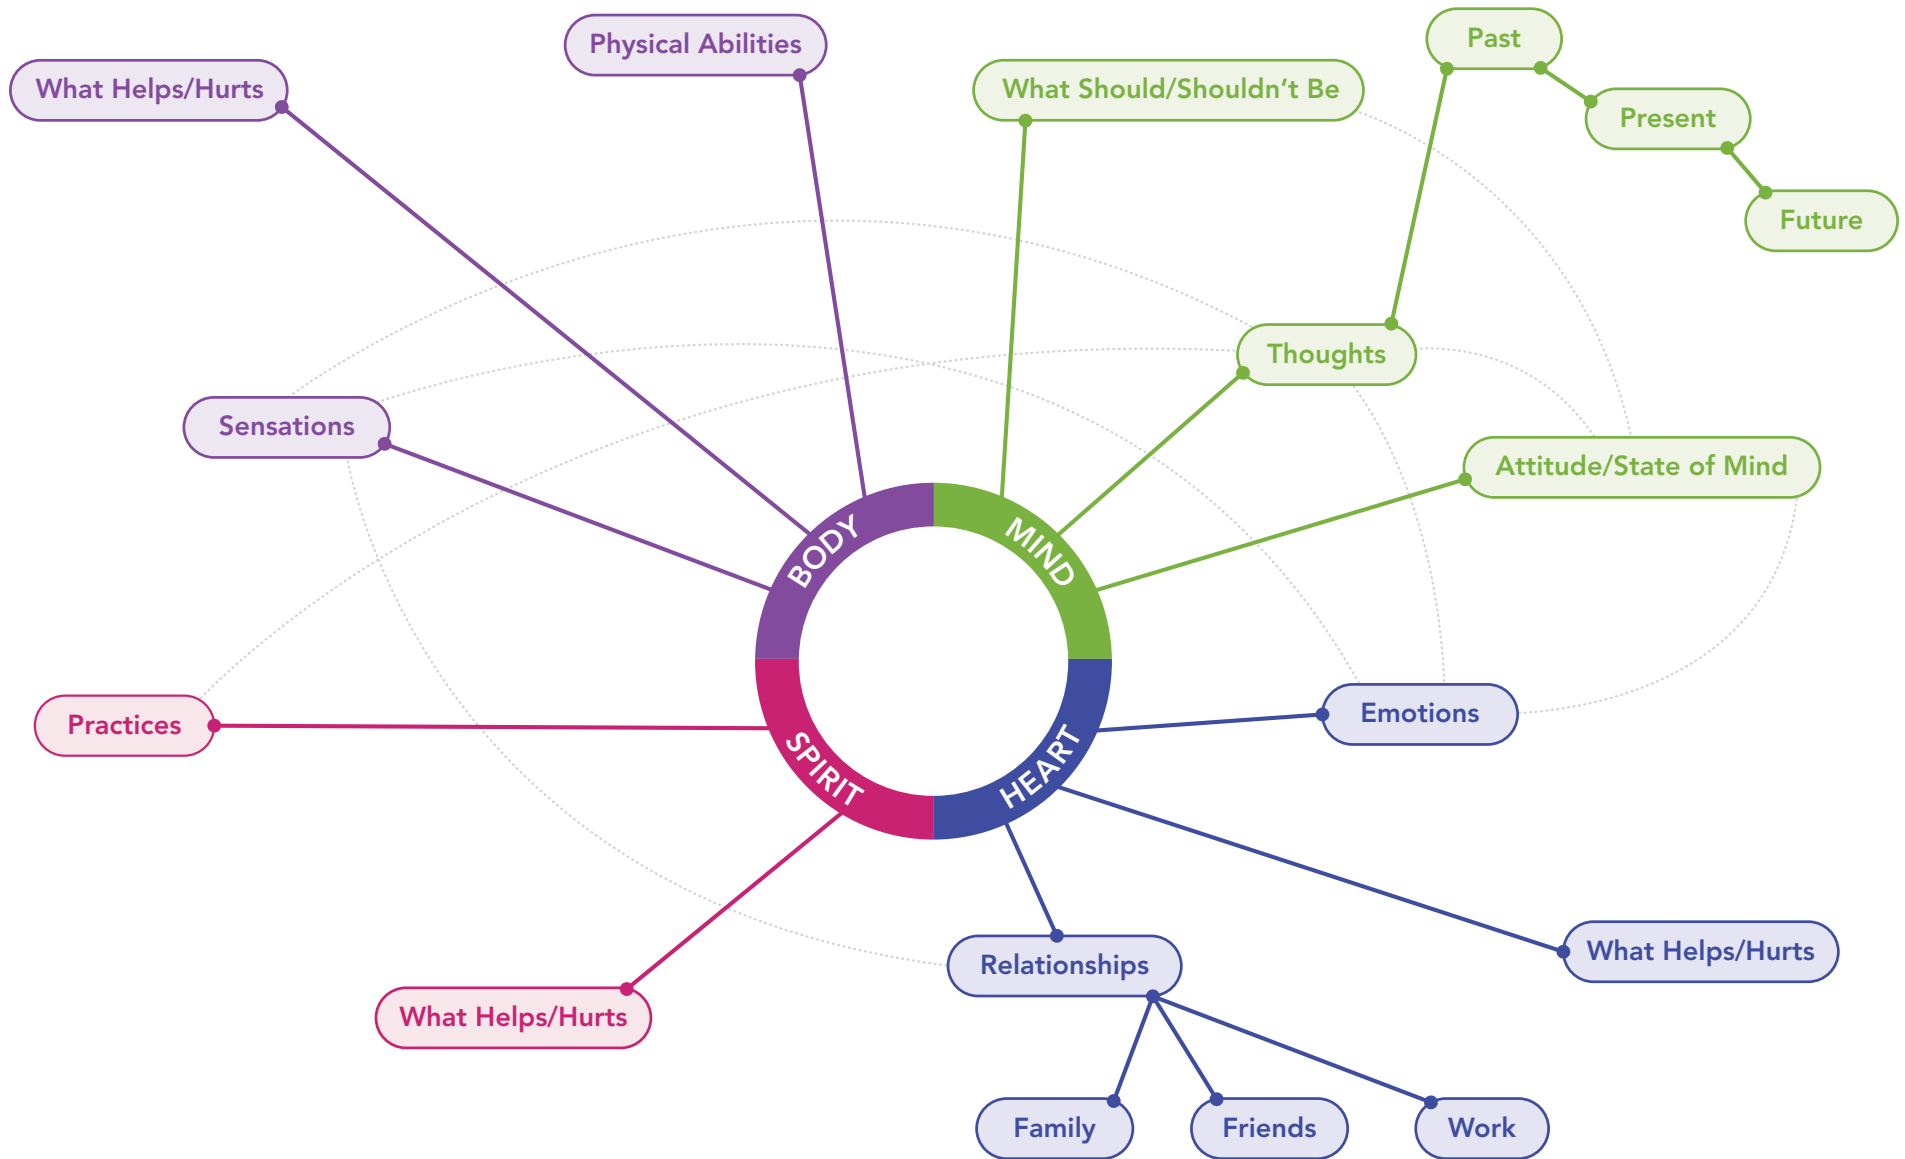 Physical Abilities
Past
What Helps/Hurts
What Should/Shouldn’t Be
Present
Future
Thoughts
Sensations
Attitude/State of Mind
BODY
MIND
Practices
Emotions
SPIRIT
HEART
What Helps/Hurts
Relationships
What Helps/Hurts
Family
Friends
Work